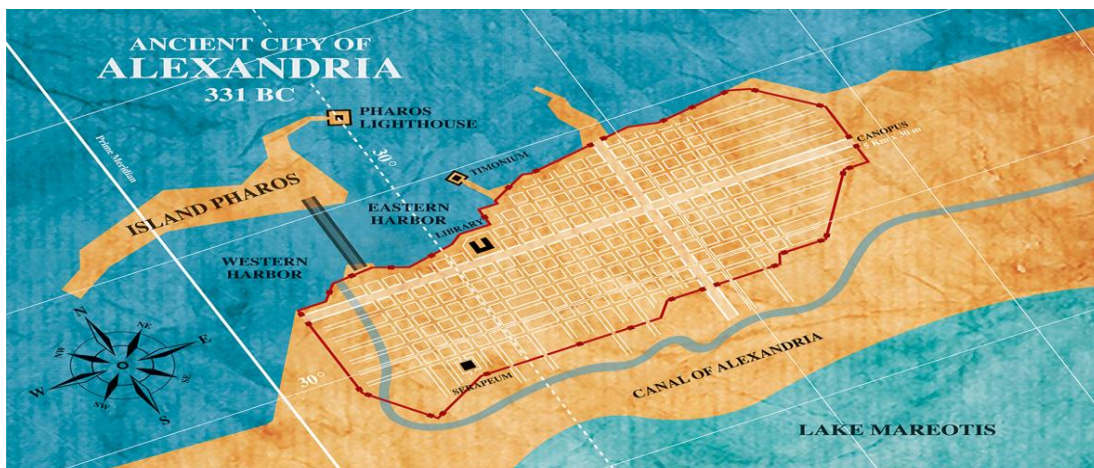 ANCIENT CITY OF
ALEXANDRIA
331 BC
PHAROS
LIGHTHOUSE
Prime Meridian
30°
TIMONIUM
CANOPUS
ISLAND PHAROS
EASTERN
HARBOR
LIBRARY
WESTERN
HARBOR
N
NE
E
SE
S
SW
W
NW
30°
SERAPEUM
CANAL OF ALEXANDRIA
LAKE MAREOTIS